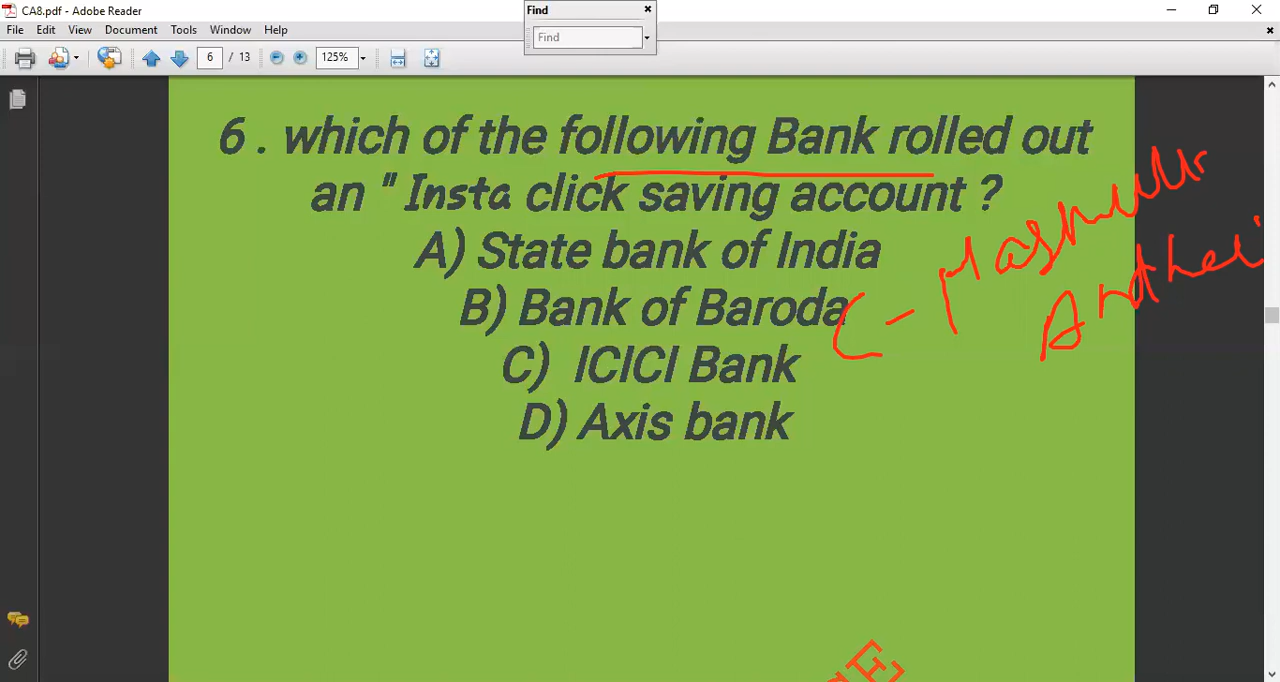 CA8.pdf - Adobe Reader
Find
File Edit View Document Tools Window Help
Find
6 / 13 125%
6 . which of the following Bank rolled out
an " Insta click saving account ?
A) State bank of India
B) Bank of Baroda
C) ICICI Bank
D) Axis bank
C -